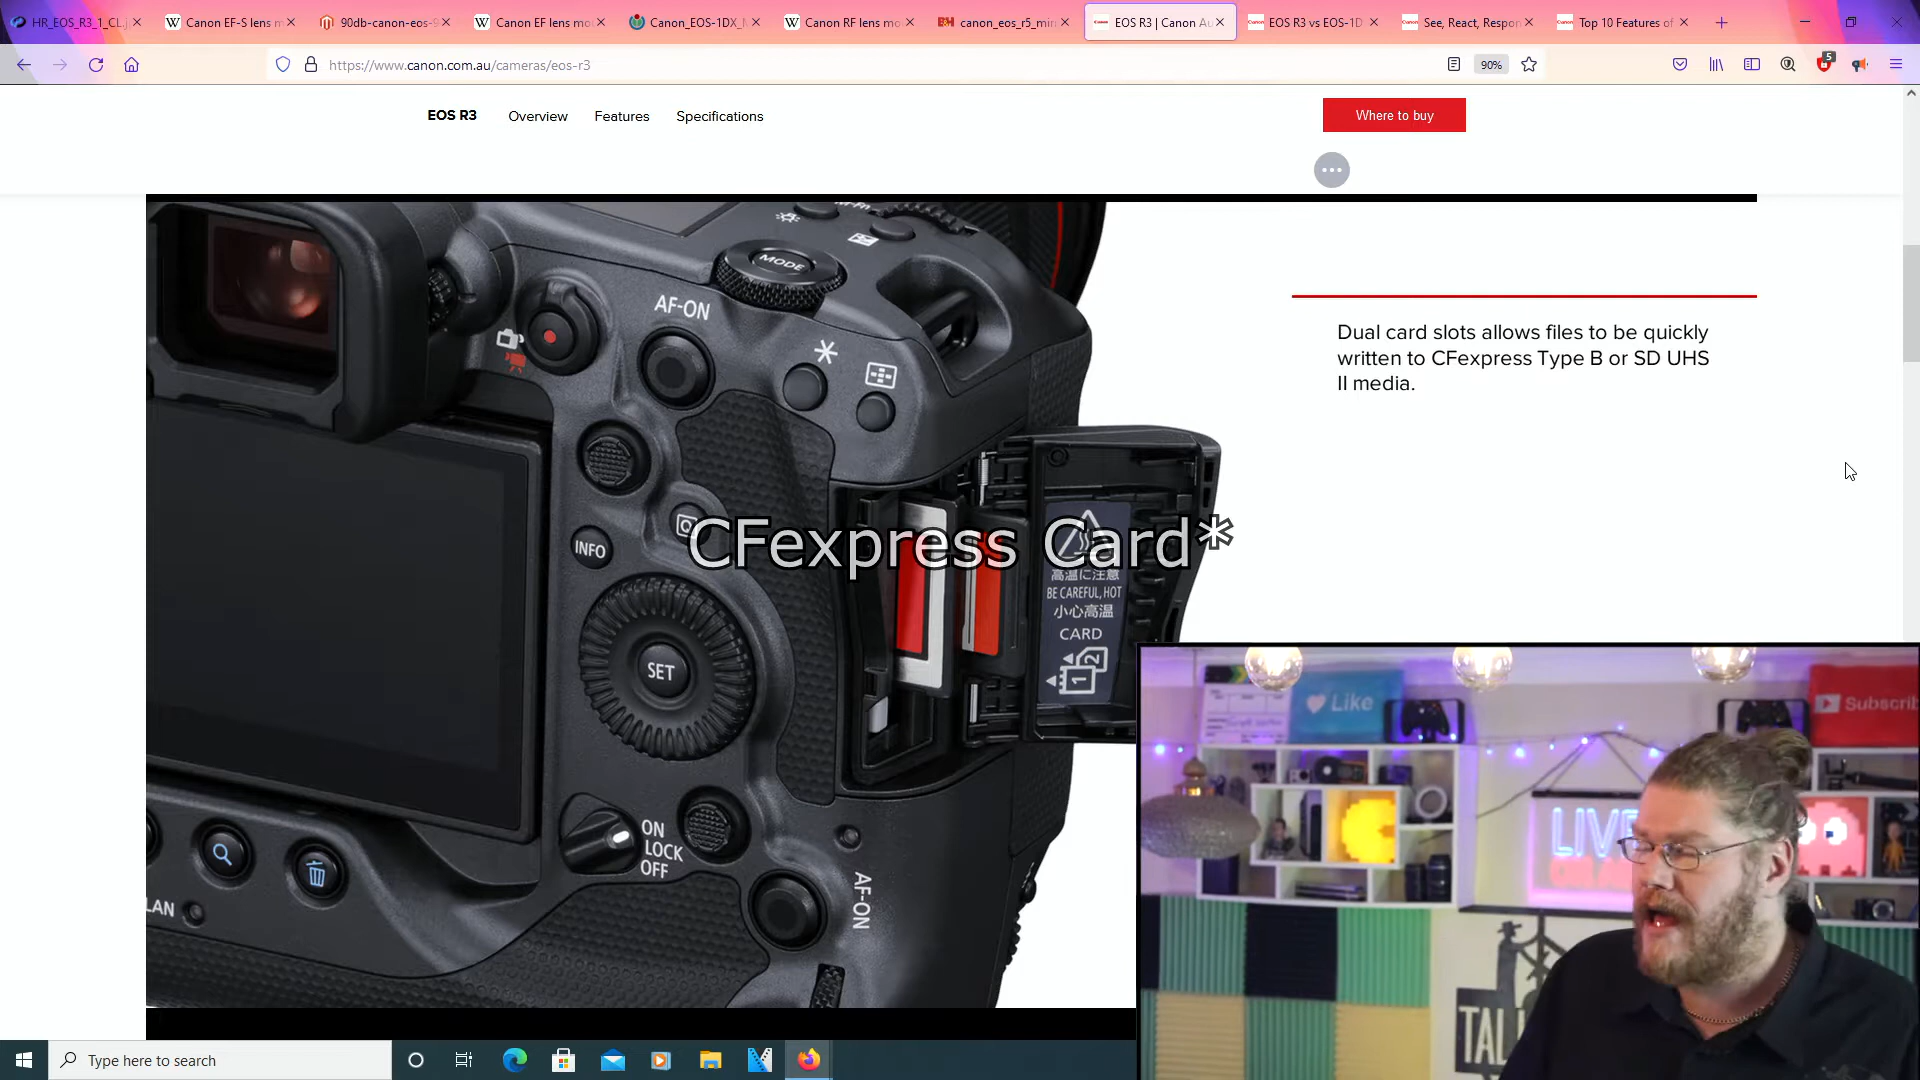 HR_EOS_R3_1_CL.j
Canon EF-S lens m
90db-canon-eos-
Canon EF lens mo
Canon_EOS-1DX_
Canon RF lens mo
canon_eos_r5_mi
EOS R3 | Canon Au
EOS R3 vs EOS-1D
See, React, Respon
Top 10 Features of
https://www.canon.com.au/cameras/eos-r3
90%
5
EOS R3
Overview
Features
Specifications
Where to buy
MODE
AF-ON
Dual card slots allows files to be quickly
written to CFexpress Type B or SD UHS
II media.
Q
INFO
CFexpress Card*
高温に注意
BE CAREFUL, HOT
小心高温
CARD
1 2
SET
ON
LOCK
OFF
LAN
AF-ON
Like
Subscrib
LIVE
TAL
Type here to search